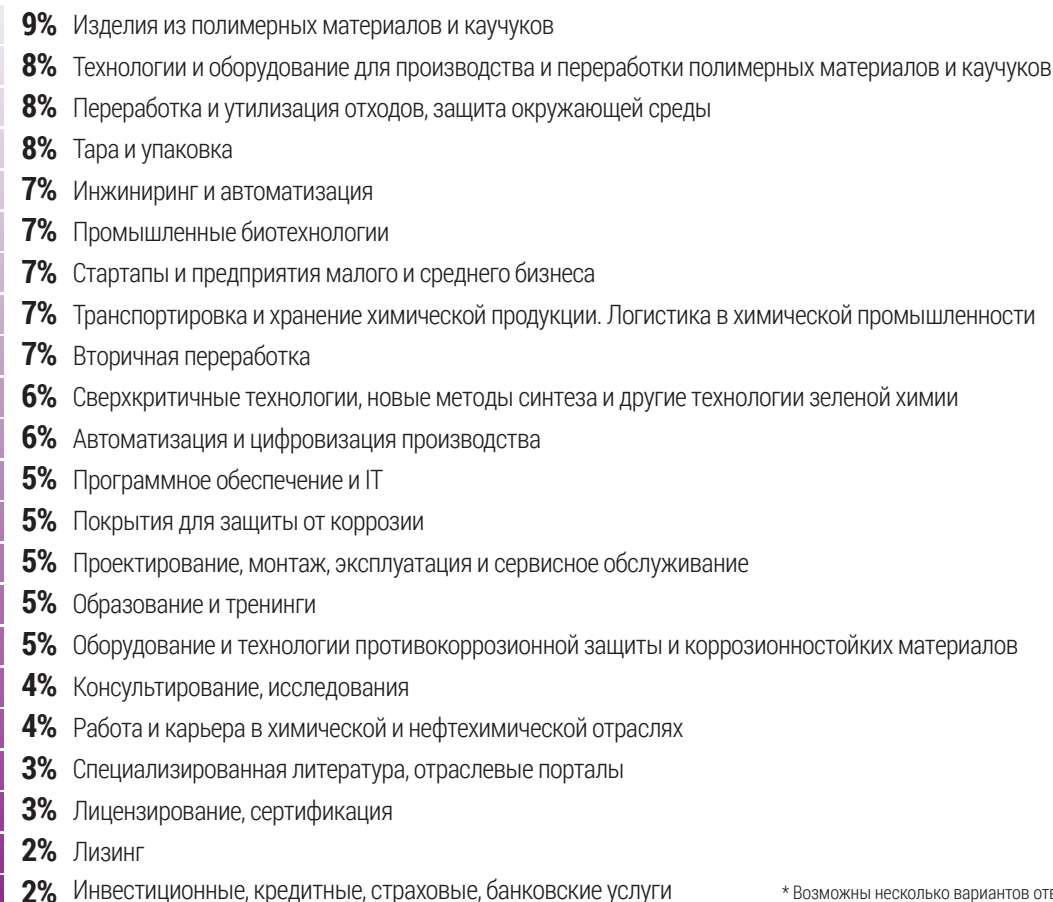 9% Изделия из полимерных материалов и каучуков
8% Технологии и оборудование для производства и переработки полимерных материалов и каучуков
8% Переработка и утилизация отходов, защита окружающей среды
8% Тара и упаковка
7% Инжиниринг и автоматизация
7% Промышленные биотехнологии
7% Стартапы и предприятия малого и среднего бизнеса
7% Транспортировка и хранение химической продукции. Логистика в химической промышленности
7% Вторичная переработка
6% Сверхкритичные технологии, новые методы синтеза и другие технологии зеленой химии
6% Автоматизация и цифровизация производства
5% Программное обеспечение и IT
5% Покрытия для защиты от коррозии
5% Проектирование, монтаж, эксплуатация и сервисное обслуживание
5% Образование и тренинги
5% Оборудование и технологии противокоррозионной защиты и коррозионностойких материалов
4% Консультирование, исследования
4% Работа и карьера в химической и нефтехимической отраслях
3% Специализированная литература, отраслевые порталы
3% Лицензирование, сертификация
2% Лизинг
2% Инвестиционные, кредитные, страховые, банковские услуги * Возможны несколько вариантов